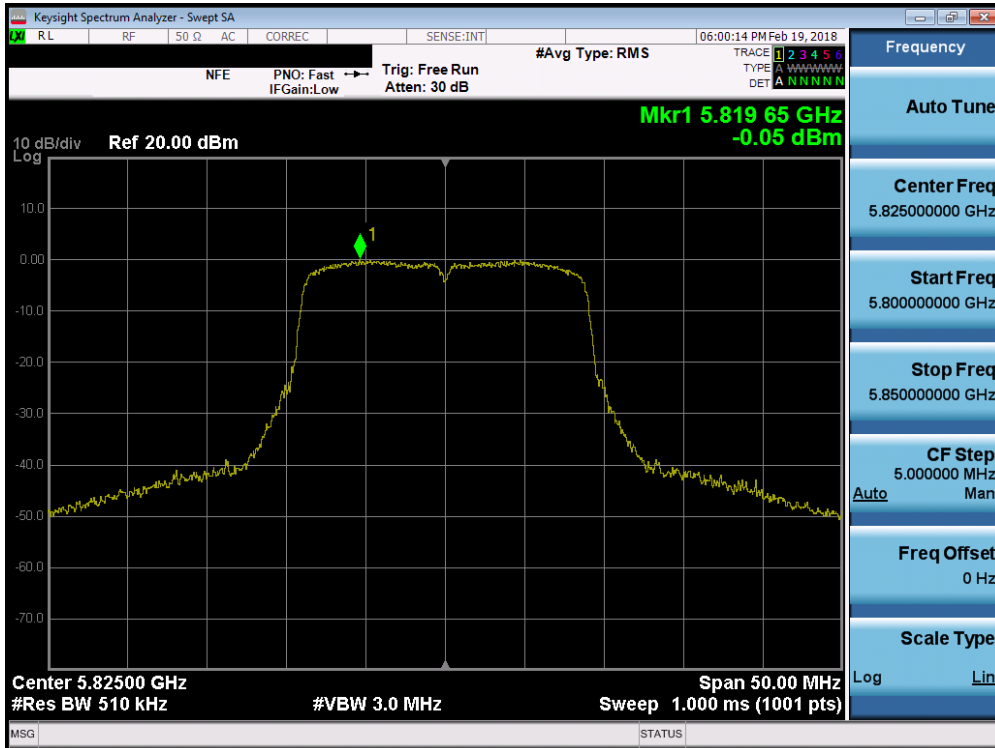 Keysight Spectrum Analyzer - Swept SA
LXI RL RF 50 Ω AC CORREC SENSE:INT 06:00:14 PM Feb 19, 2018
NFE PNO: Fast Trig: Free Run #Avg Type: RMS TRACE 1 2 3 4 5 6
IFGain:Low Atten: 30 dB TYPE A WWWWW
DET A N N N N N
Mkr1 5.819 65 GHz
-0.05 dBm
10 dB/div Ref 20.00 dBm
Log
10.0
1
0.00
-10.0
-20.0
-30.0
-40.0
-50.0
-60.0
-70.0
Center 5.82500 GHz Span 50.00 MHz
#Res BW 510 kHz #VBW 3.0 MHz Sweep 1.000 ms (1001 pts)
MSG STATUS
Frequency
Auto Tune
Center Freq
5.825000000 GHz
Start Freq
5.800000000 GHz
Stop Freq
5.850000000 GHz
CF Step
5.000000 MHz
Auto Man
Freq Offset
0 Hz
Scale Type
Log Lin